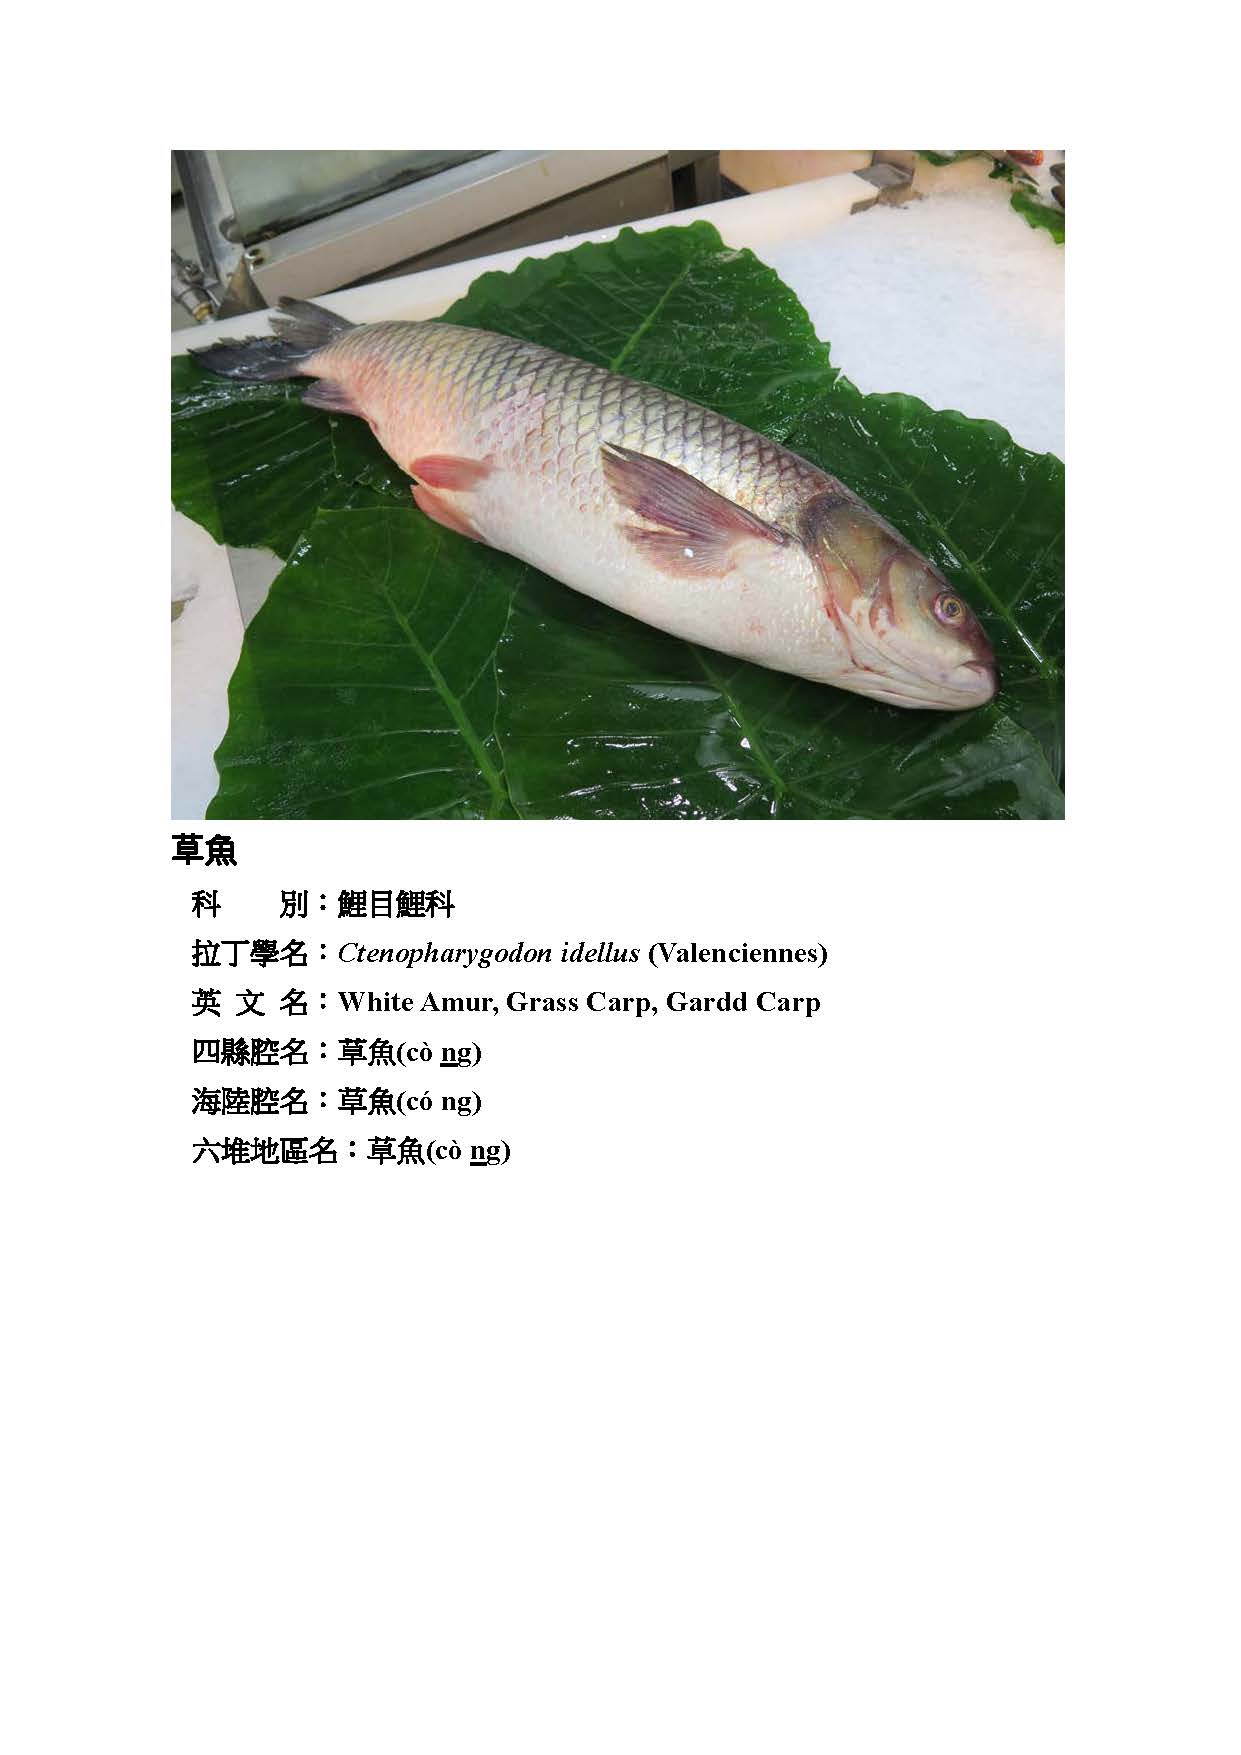 草魚
科　　別：鯉目鯉科
拉丁學名：Ctenopharygodon idellus (Valenciennes)
英 文 名：White Amur, Grass Carp, Gardd Carp
四縣腔名：草魚(cò ng)
海陸腔名：草魚(có ng)
六堆地區名：草魚(cò ng)